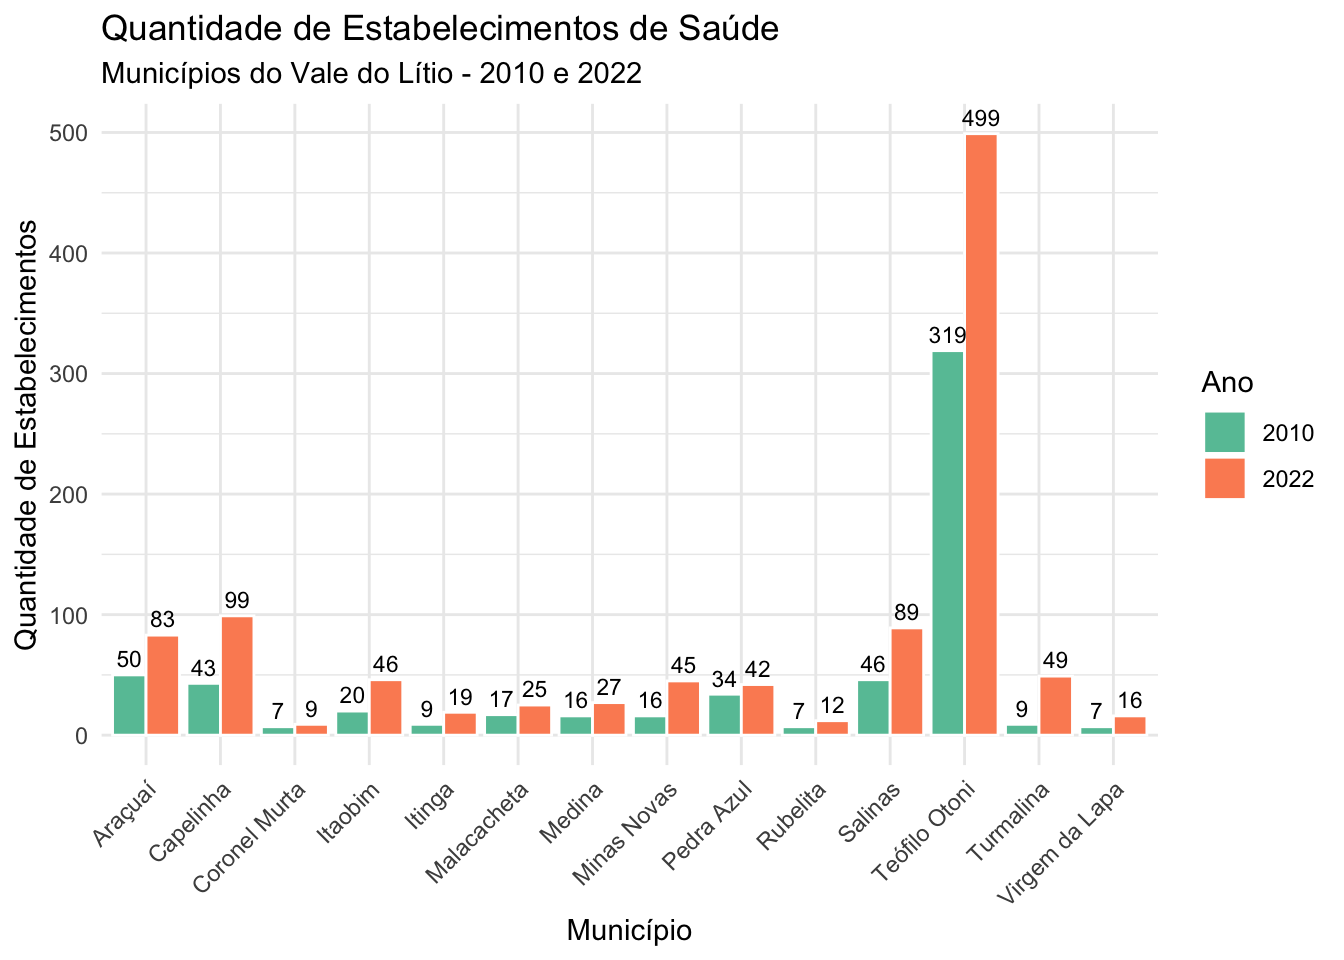 Quantidade de Estabelecimentos de Saúde
Municípios do Vale do Lítio - 2010 e 2022
Quantidade de Estabelecimentos
500
400
300
200
100
0
50
83
43
99
7
9
20
46
9
19
17
25
16
27
16
45
34
42
7
12
46
89
319
499
9
49
7
16
Araçuaí
Capelinha
Coronel Murta
Itaobim
Itinga
Malacacheta
Medina
Minas Novas
Pedra Azul
Rubelita
Salinas
Teófilo Otoni
Turmalina
Virgem da Lapa
Município
Ano
2010
2022